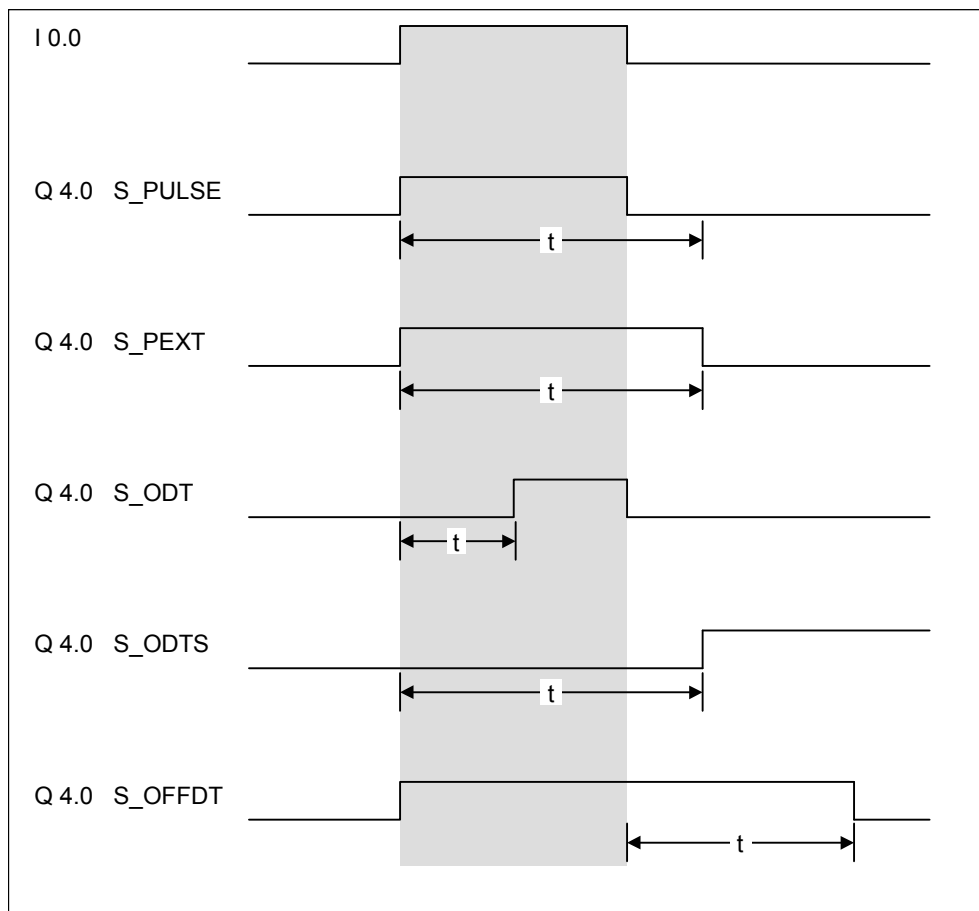 I 0.0
Q 4.0 S_PULSE
t
Q 4.0 S_PEXT
t
Q 4.0 S_ODT
t
Q 4.0 S_ODTS
t
Q 4.0 S_OFFDT
t